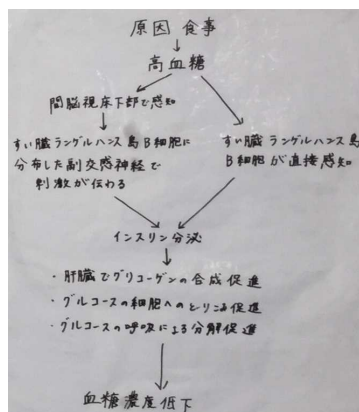 原因 食事
高血糖
間脳視床下部で感知
すい臓ランゲルハンス島B細胞に
分布した副交感神経で
刺激が伝わる
すい臓ランゲルハンス島
B細胞が直接感知
インスリン分泌
・肝臓でグリコーゲンの合成促進
・グルコースの細胞へのとりこみ促進
・グルコースの呼吸による分解促進
血糖濃度低下